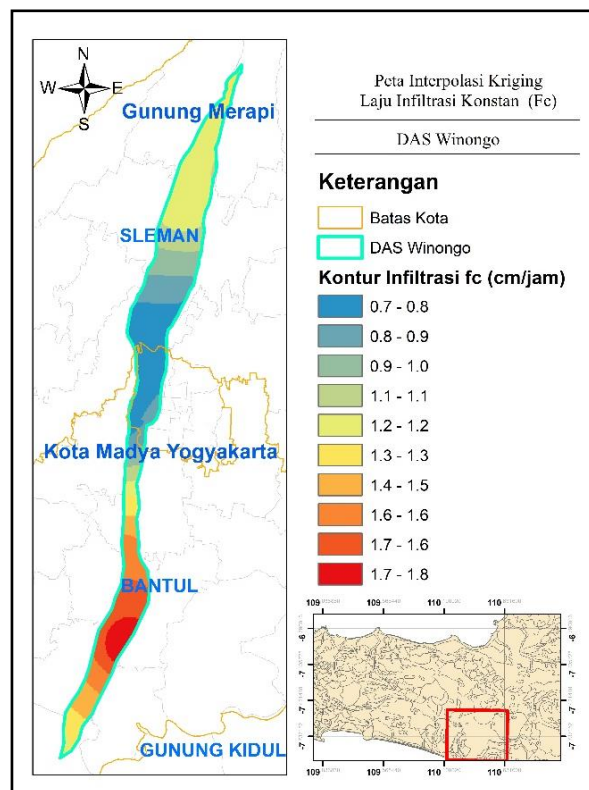 N
W E
S
Gunung Merapi
SLEMAN
Kota Madya Yogyakarta
BANTUL
GUNUNG KIDUL
Peta Interpolasi Kriging
Laju Infiltrasi Konstan (Fc)
DAS Winongo
Keterangan
Batas Kota
DAS Winongo
Kontur Infiltrasi fc (cm/jam)
0.7 - 0.8
0.8 - 0.9
0.9 - 1.0
1.1 - 1.1
1.2 - 1.2
1.3 - 1.3
1.4 - 1.5
1.6 - 1.6
1.7 - 1.6
1.7 - 1.8
109 109 110 110
-6
-7
-7
-7
109 109 110 110